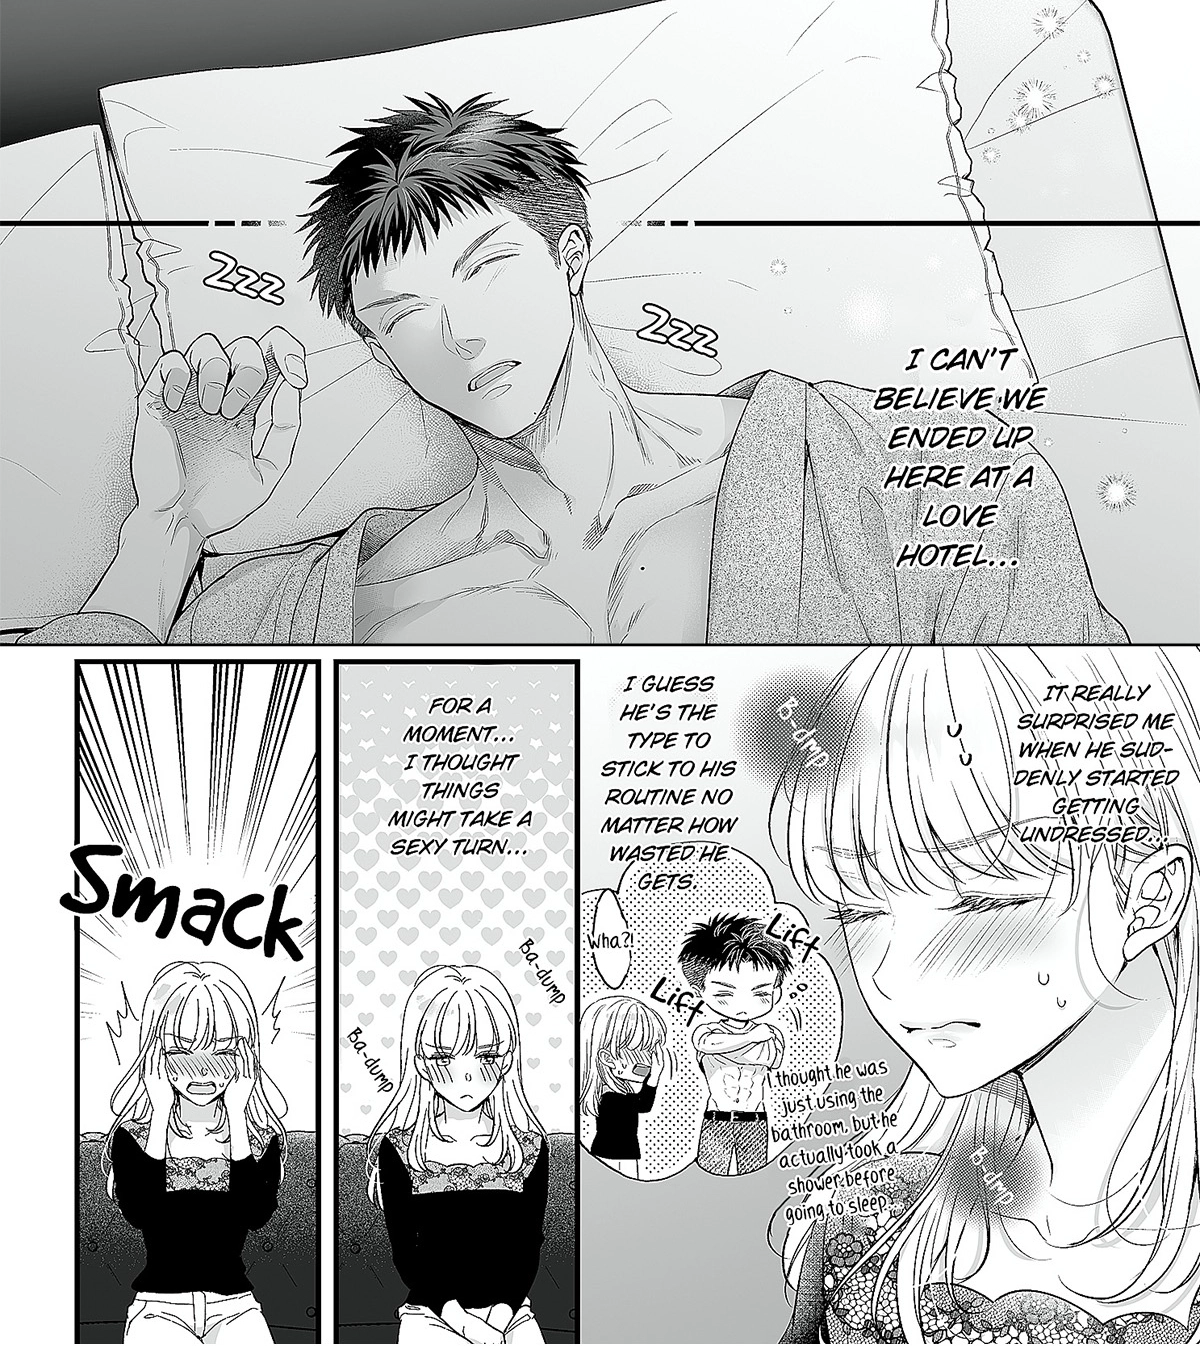 Zzz
Zzz
I CAN'T
BELIEVE WE
ENDED UP
HERE AT A
LOVE
HOTEL...
IT REALLY
SURPRISED ME
WHEN HE SUD-
DENLY STARTED
GETTING
UNDRESSED...
Ba-dmp
I GUESS
HE'S THE
TYPE TO
STICK TO HIS
ROUTINE NO
MATTER HOW
WASTED HE
GETS.
Lift
Wha?!
Lift
I thought he was
just using the
bathroom, but he
actually took a
shower before
going to sleep?
Ba-dmp
FOR A
MOMENT...
I THOUGHT
THINGS
MIGHT TAKE A
SEXY TURN...
Ba-dump
Ba-dump
Smack